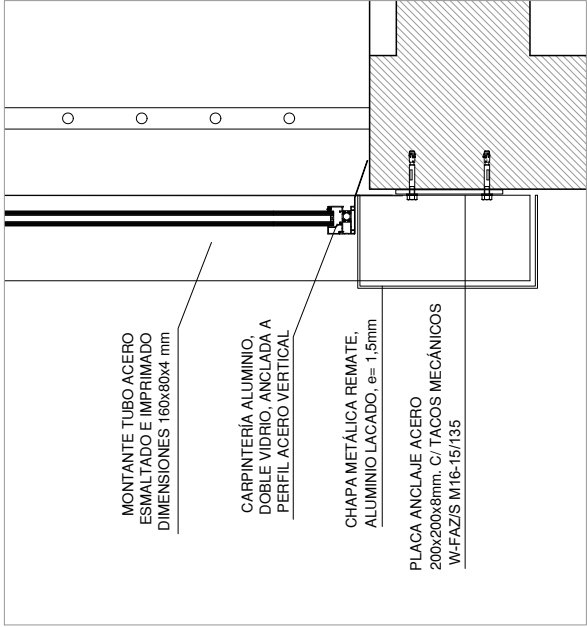 MONTANTE TUBO ACERO
ESMALTADO E IMPRIMADO
DIMENSIONES 160x80x4 mm
CARPINTERÍA ALUMINIO,
DOBLE VIDRIO, ANCLADA A
PERFIL ACERO VERTICAL
CHAPA METÁLICA REMATE,
ALUMINIO LACADO, e= 1,5mm
PLACA ANCLAJE ACERO
200x200x8mm. C/ TACOS MECÁNICOS
W-FAZ/S M16-15/135